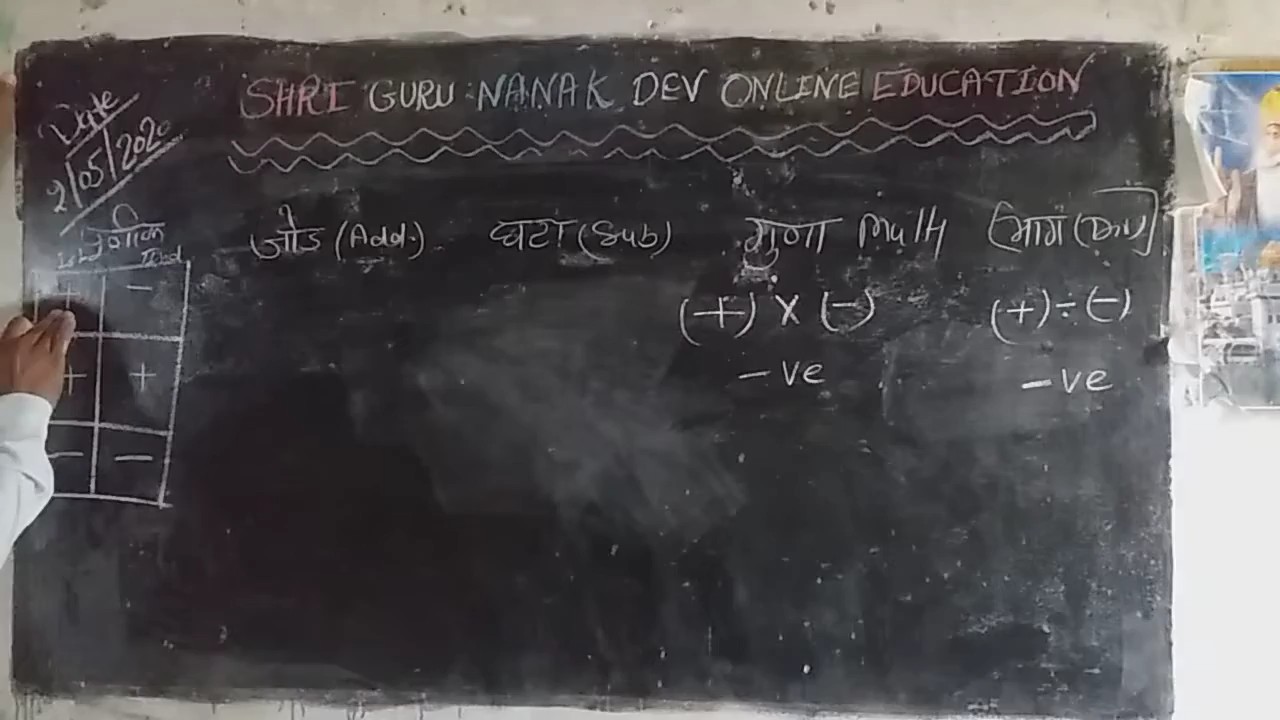 SHRI GURU NANAK DEV ONLINE EDUCATION
Date
2/05/2020
चिन्ह
जोड (Add.) घटा (Sub) गुणा Multi भाग (Div)
+ −
(+) × (−) (+) ÷ (−)
+ +
−ve −ve
− −